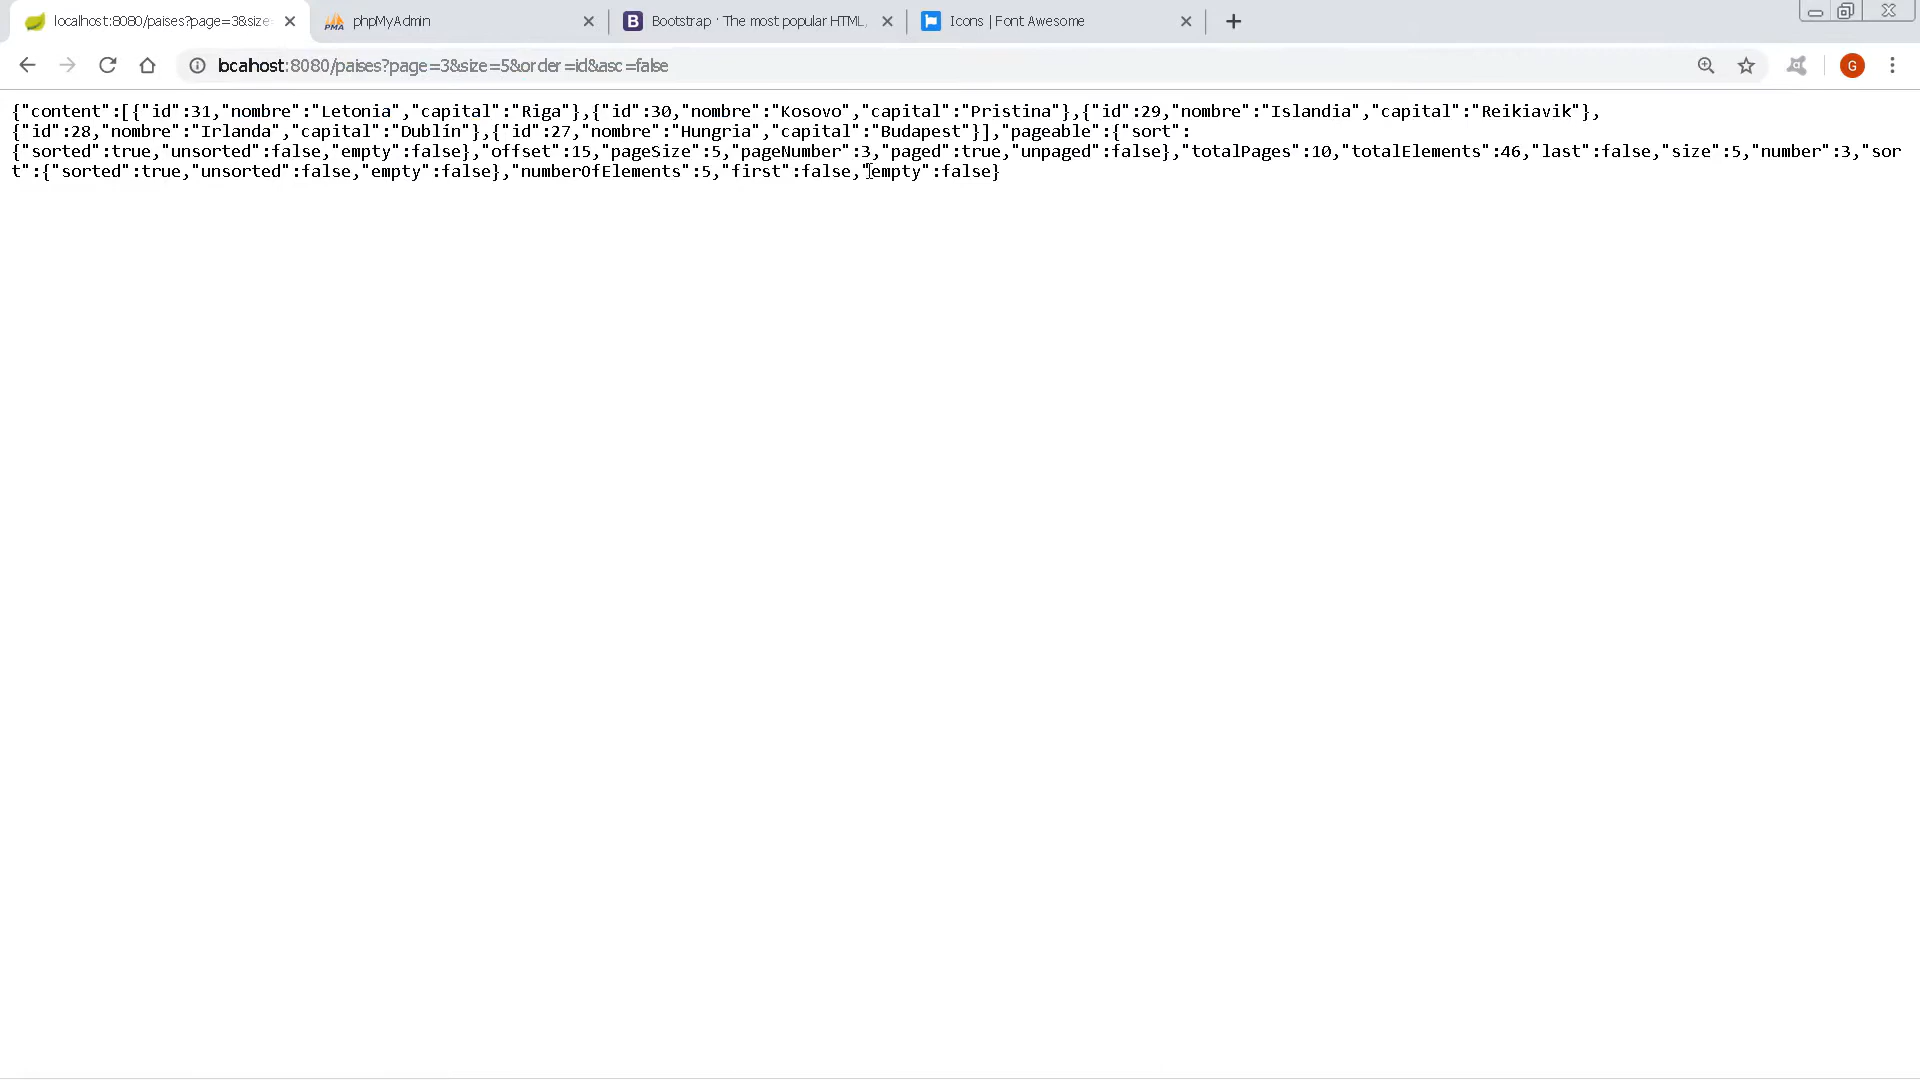 localhost:8080/paises?page=3&size=
phpMyAdmin
Bootstrap · The most popular HTML,
Icons | Font Awesome
localhost:8080/paises?page=3&size=5&order=id&asc=false
G
{"content":[{"id":31,"nombre":"Letonia","capital":"Riga"},{"id":30,"nombre":"Kosovo","capital":"Pristina"},{"id":29,"nombre":"Islandia","capital":"Reikiavik"},
{"id":28,"nombre":"Irlanda","capital":"Dublín"},{"id":27,"nombre":"Hungria","capital":"Budapest"}],"pageable":{"sort":
{"sorted":true,"unsorted":false,"empty":false},"offset":15,"pageSize":5,"pageNumber":3,"paged":true,"unpaged":false},"totalPages":10,"totalElements":46,"last":false,"size":5,"number":3,"sor
t":{"sorted":true,"unsorted":false,"empty":false},"numberOfElements":5,"first":false,"empty":false}